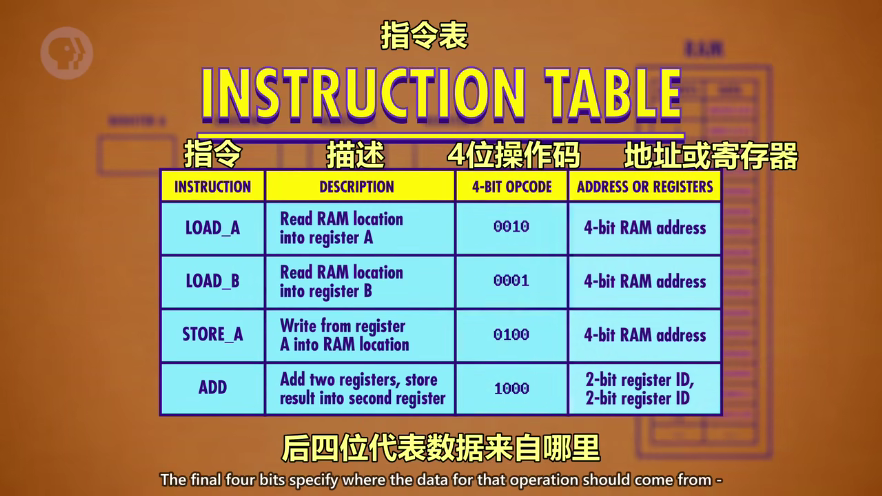 指令表
RAM
INSTRUCTION TABLE
指令 描述 4位操作码 地址或寄存器
INSTRUCTION DESCRIPTION 4-BIT OPCODE ADDRESS OR REGISTERS
LOAD_A
Read RAM location
into register A
0010
4-bit RAM address
LOAD_B
Read RAM location
into register B
0001
4-bit RAM address
STORE_A
Write from register
A into RAM location
0100
4-bit RAM address
ADD
Add two registers, store
result into second register
1000
2-bit register ID,
2-bit register ID
后四位代表数据来自哪里
The final four bits specify where the data for that operation should come from -